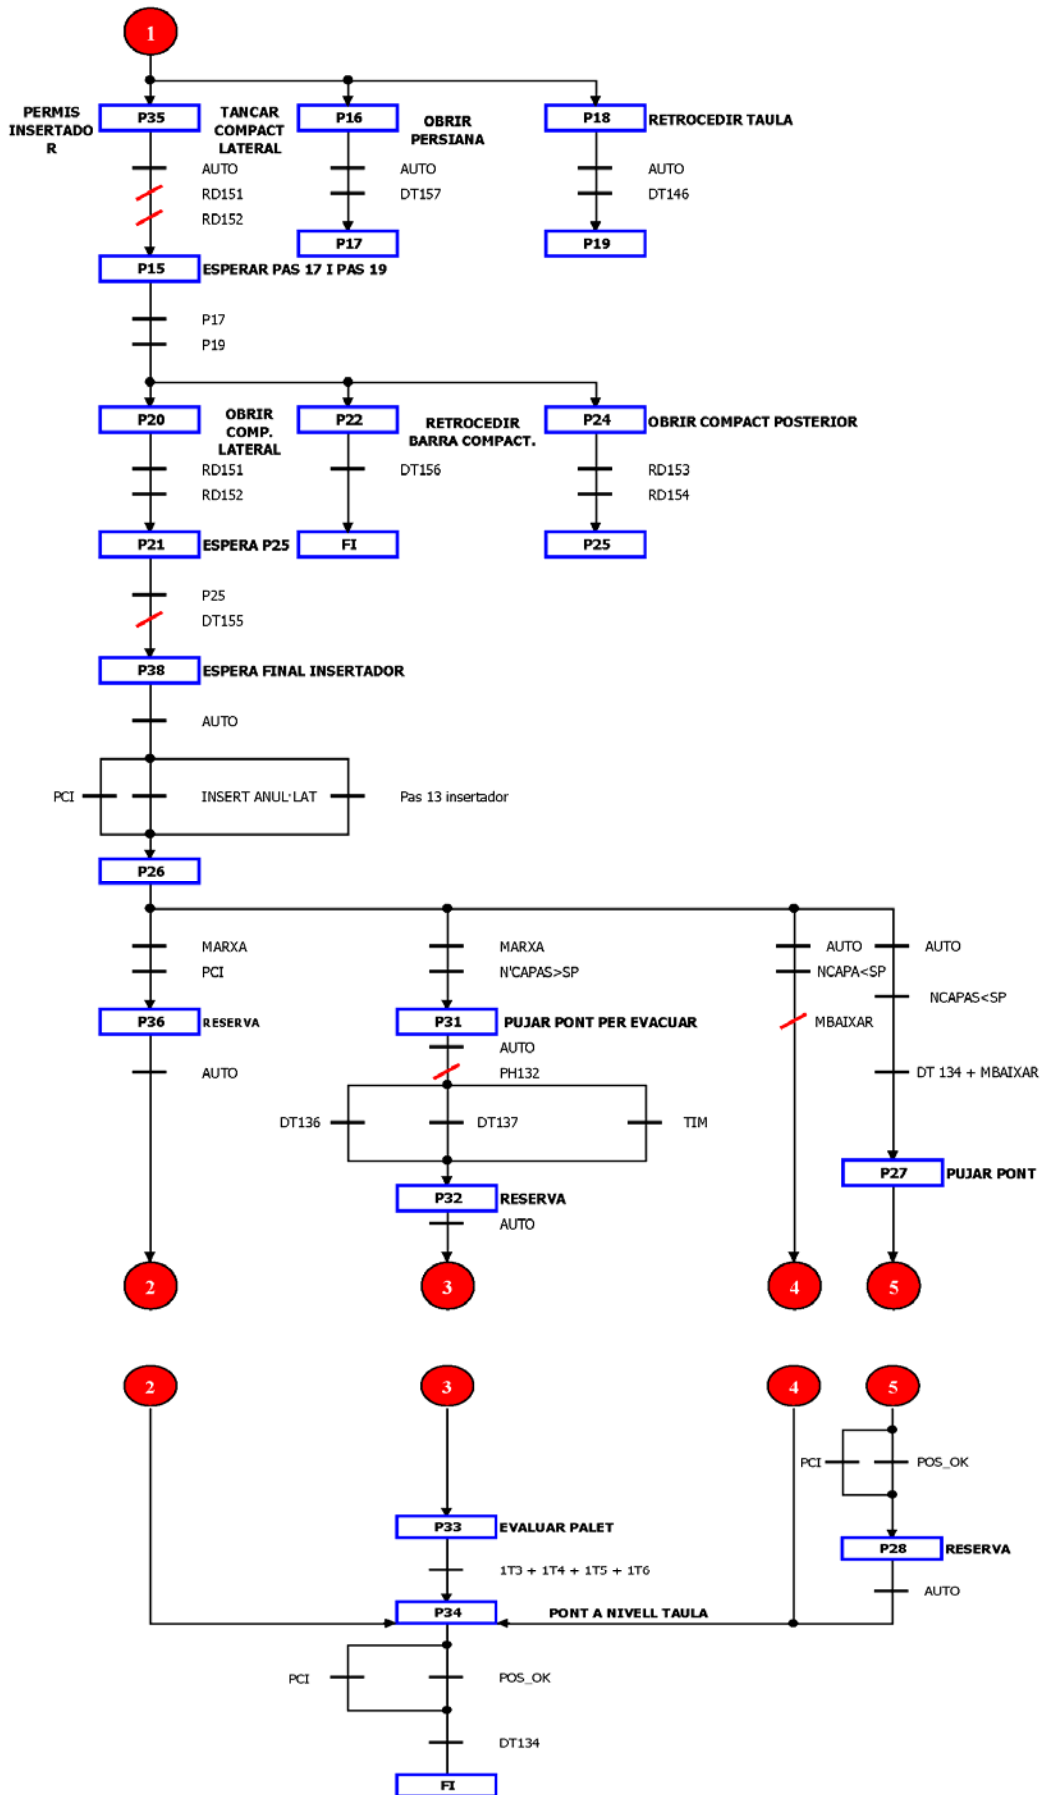 1
PERMIS
INSERTADO
R
P35
TANCAR
COMPACT
LATERAL
P16
OBRIR
PERSIANA
P18
RETROCEDIR TAULA
AUTO
AUTO
AUTO
RD151
DT157
DT146
RD152
P17
P19
P15
ESPERAR PAS 17 I PAS 19
P17
P19
P20
OBRIR
COMP.
LATERAL
P22
RETROCEDIR
BARRA COMPACT.
P24
OBRIR COMPACT POSTERIOR
RD151
DT156
RD153
RD152
RD154
P21
ESPERA P25
FI
P25
P25
DT155
P38
ESPERA FINAL INSERTADOR
AUTO
PCI
INSERT ANUL·LAT
Pas 13 insertador
P26
MARXA
MARXA
AUTO
AUTO
PCI
N'CAPAS>SP
NCAPA<SP
NCAPAS<SP
P36
RESERVA
P31
PUJAR PONT PER EVACUAR
MBAIXAR
AUTO
AUTO
PH132
DT 134 + MBAIXAR
DT136
DT137
TIM
P27
PUJAR PONT
P32
RESERVA
AUTO
2
3
4
5
2
3
4
5
PCI
POS_OK
P33
EVALUAR PALET
P28
RESERVA
1T3 + 1T4 + 1T5 + 1T6
AUTO
P34
PONT A NIVELL TAULA
PCI
POS_OK
DT134
FI